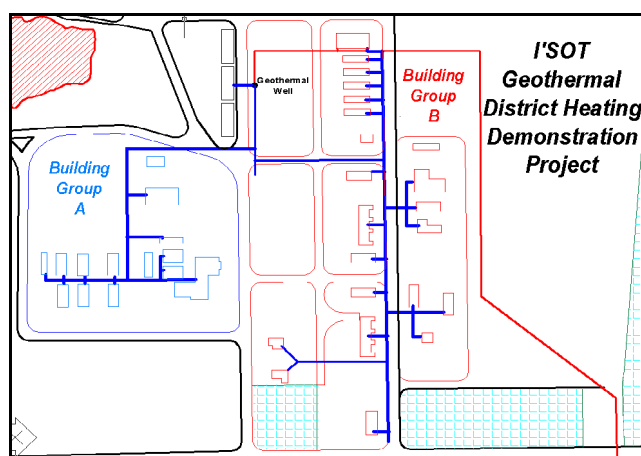 I'SOT
Geothermal
District Heating
Demonstration
Project
Geothermal
Well
Building
Group
B
Building
Group
A